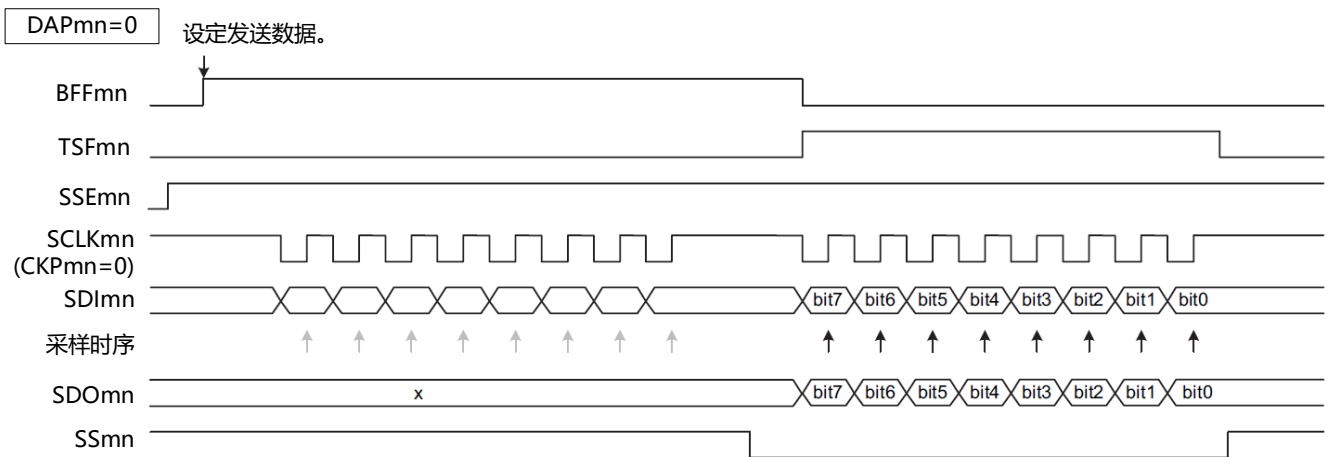 DAPmn=0
设定发送数据。
BFFmn
TSFmn
SSEmn
SCLKmn
(CKPmn=0)
SDImn
bit7 bit6 bit5 bit4 bit3 bit2 bit1 bit0
采样时序
SDOmn
x
bit7 bit6 bit5 bit4 bit3 bit2 bit1 bit0
SSmn